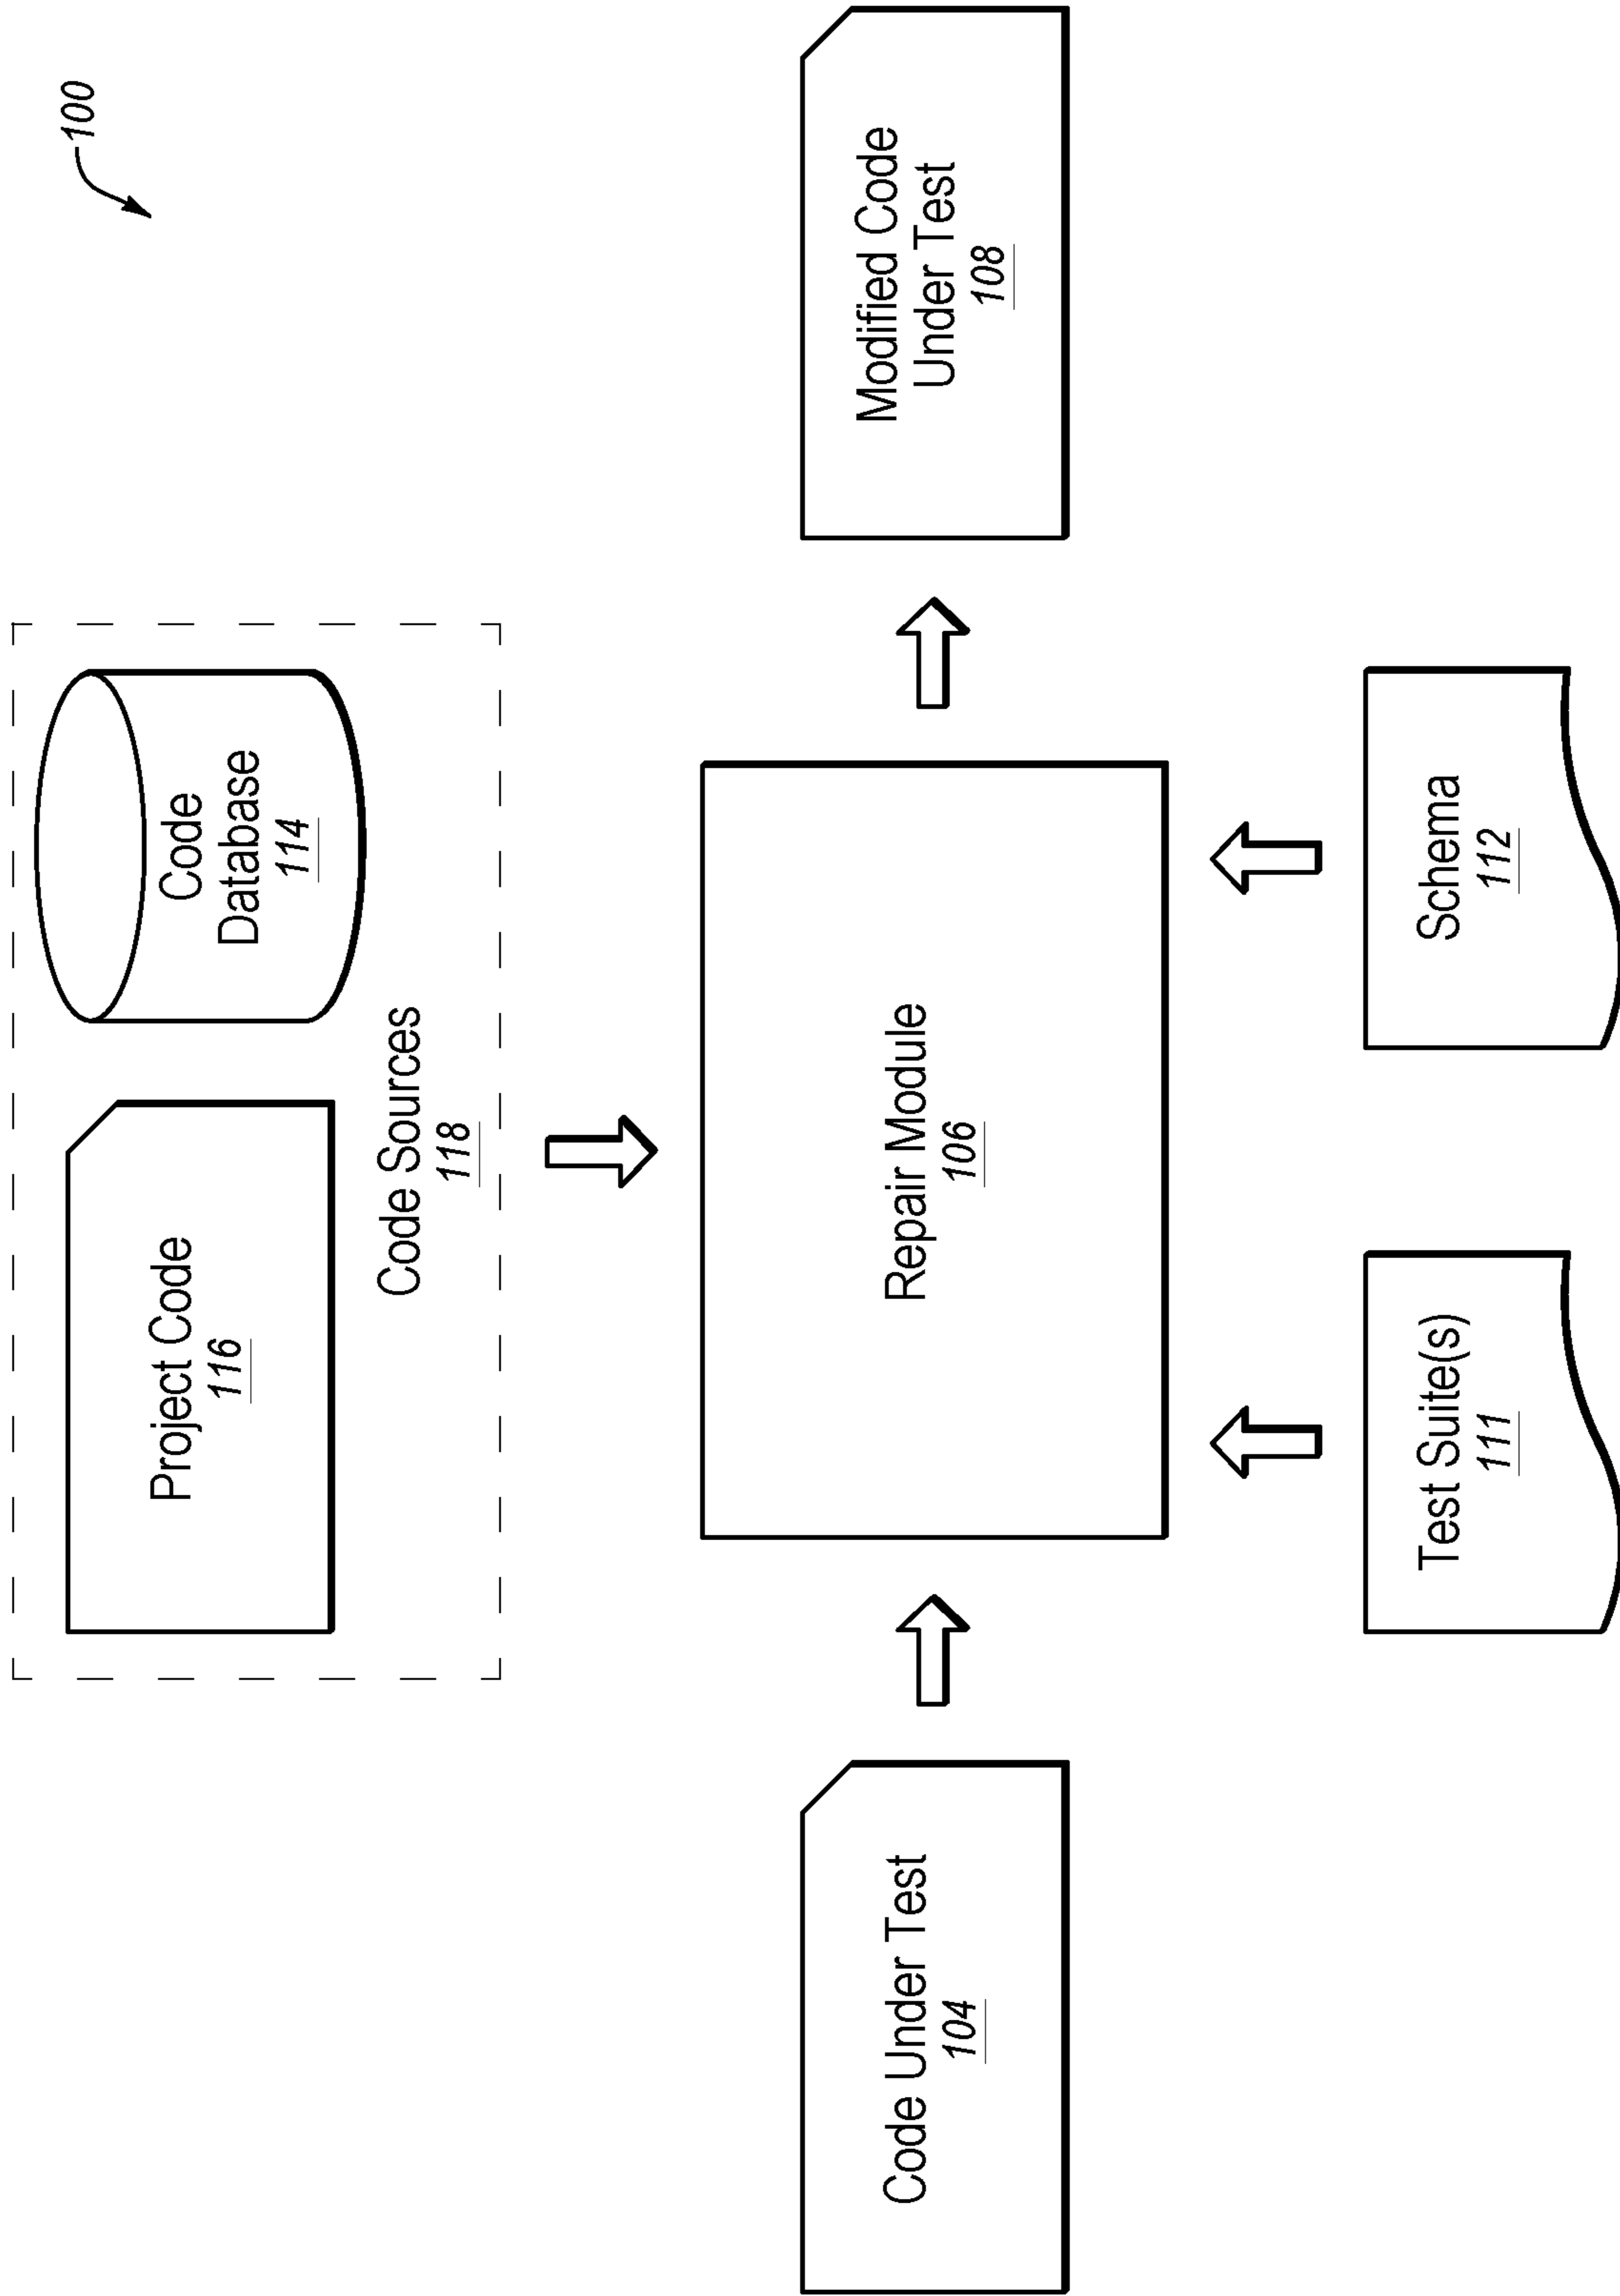 100
Project Code
116
Code
Database
114
Code Sources
118
Code Under Test
104
Repair Module
106
Modified Code
Under Test
108
Test Suite(s)
111
Schema
112